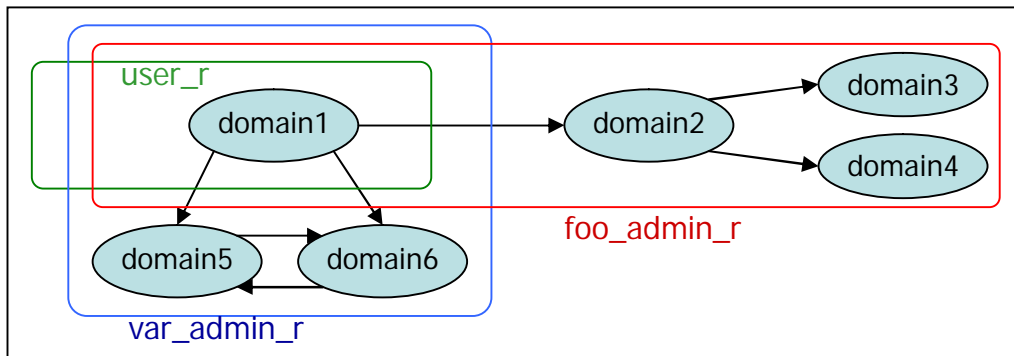 user_r
domain3
domain1
domain2
domain4
foo_admin_r
domain5
domain6
var_admin_r